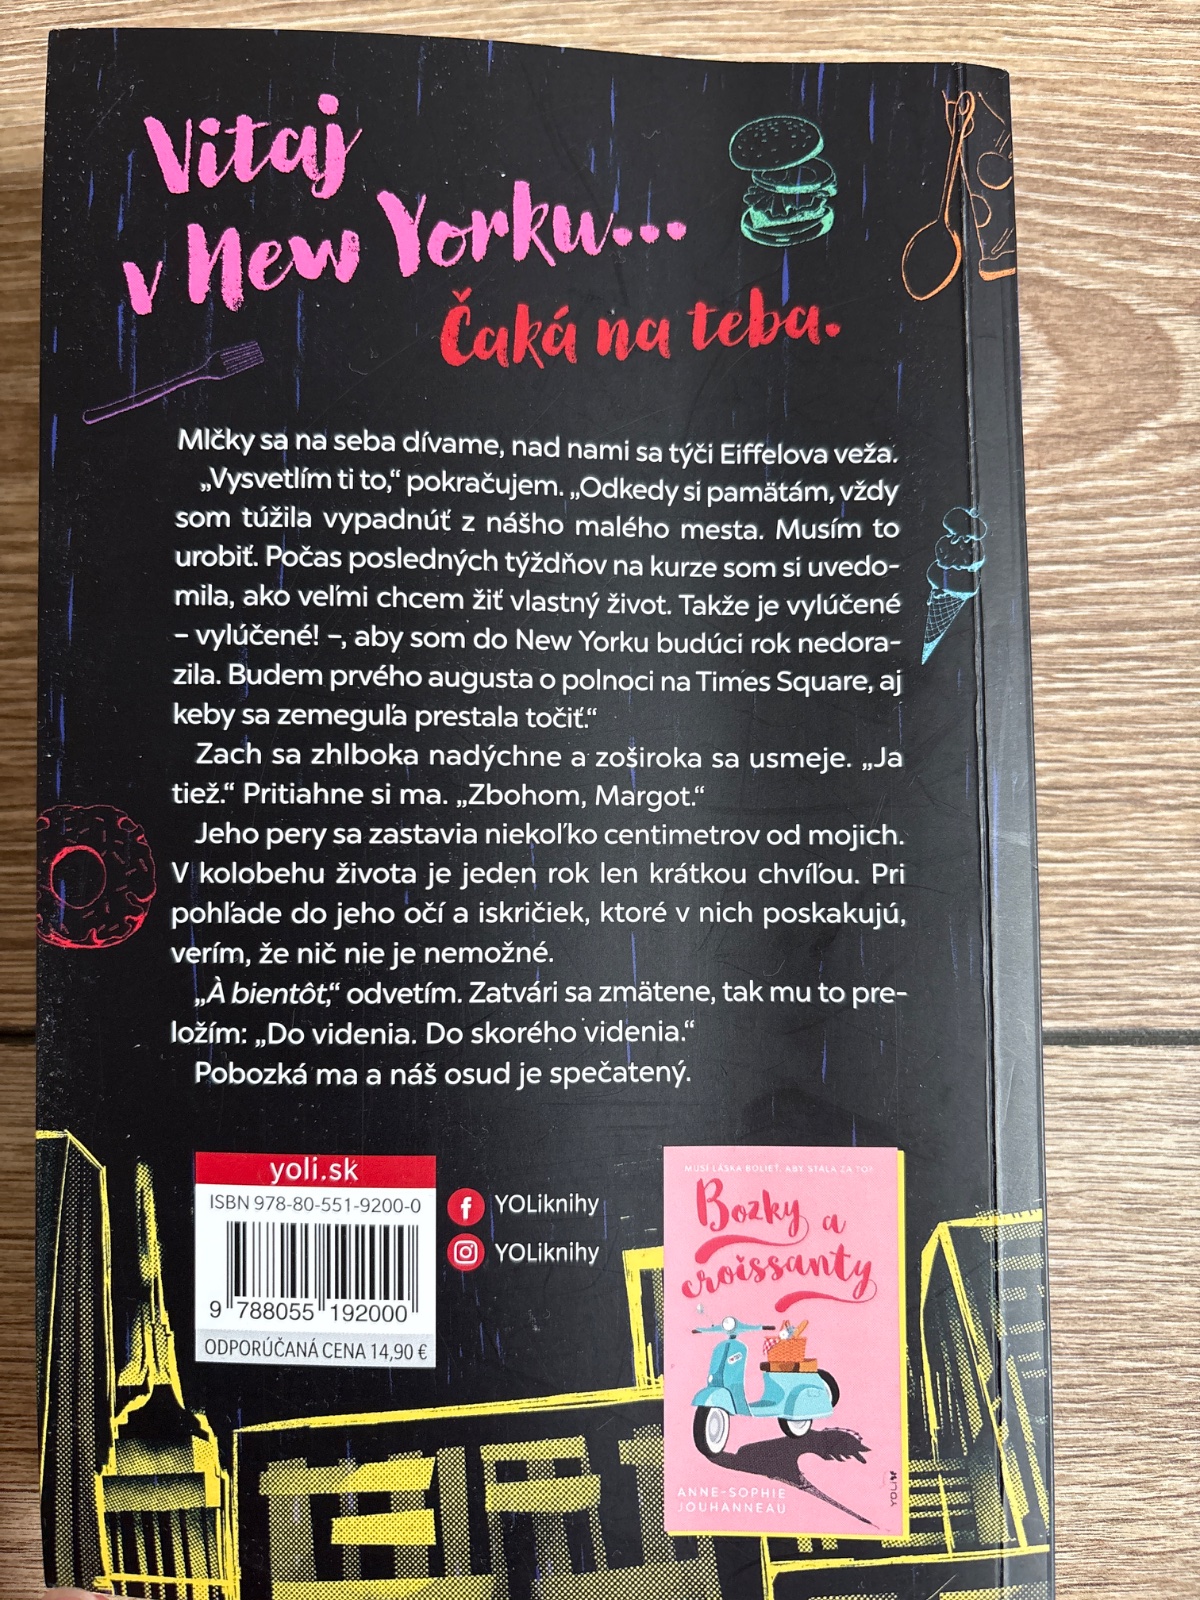 Vitaj
v New Yorku...
Čaká na teba.
Mlčky sa na seba dívame, nad nami sa týči Eiffelova veža.
„Vysvetlím ti to,“ pokračujem. „Odkedy si pamätám, vždy
som túžila vypadnúť z nášho malého mesta. Musím to
urobiť. Počas posledných týždňov na kurze som si uvedo-
mila, ako veľmi chcem žiť vlastný život. Takže je vylúčené
– vylúčené! –, aby som do New Yorku budúci rok nedora-
zila. Budem prvého augusta o polnoci na Times Square, aj
keby sa zemeguľa prestala točiť.“
Zach sa zhlboka nadýchne a zoširoka sa usmeje. „Ja
tiež.“ Pritiahne si ma. „Zbohom, Margot.“
Jeho pery sa zastavia niekoľko centimetrov od mojich.
V kolobehu života je jeden rok len krátkou chvíľou. Pri
pohľade do jeho očí a iskričiek, ktoré v nich poskakujú,
verím, že nič nie je nemožné.
„À bientôt,“ odvetím. Zatvári sa zmätene, tak mu to pre-
ložím: „Do videnia. Do skorého videnia.“
Pobozká ma a náš osud je spečatený.
yoli.sk
ISBN 978-80-551-9200-0
9 788055 192000
ODPORÚČANÁ CENA 14,90 €
YOLiknihy
YOLiknihy
MUSÍ LÁSKA BOLIEŤ, ABY STÁLA ZA TO?
Bozky a
croissanty
ANNE-SOPHIE
JOUHANNEAU
YOLI